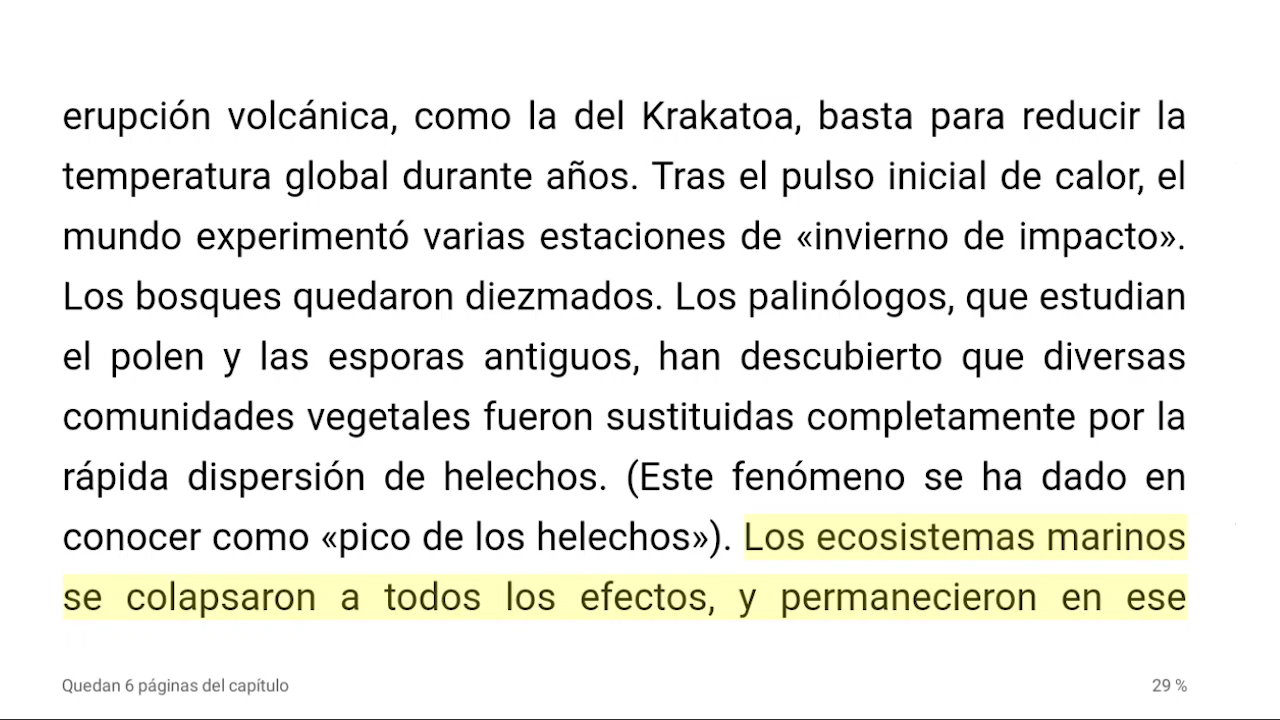 erupción volcánica, como la del Krakatoa, basta para reducir la
temperatura global durante años. Tras el pulso inicial de calor, el
mundo experimentó varias estaciones de «invierno de impacto».
Los bosques quedaron diezmados. Los palinólogos, que estudian
el polen y las esporas antiguos, han descubierto que diversas
comunidades vegetales fueron sustituidas completamente por la
rápida dispersión de helechos. (Este fenómeno se ha dado en
conocer como «pico de los helechos»). Los ecosistemas marinos
se colapsaron a todos los efectos, y permanecieron en ese
Quedan 6 páginas del capítulo 29 %